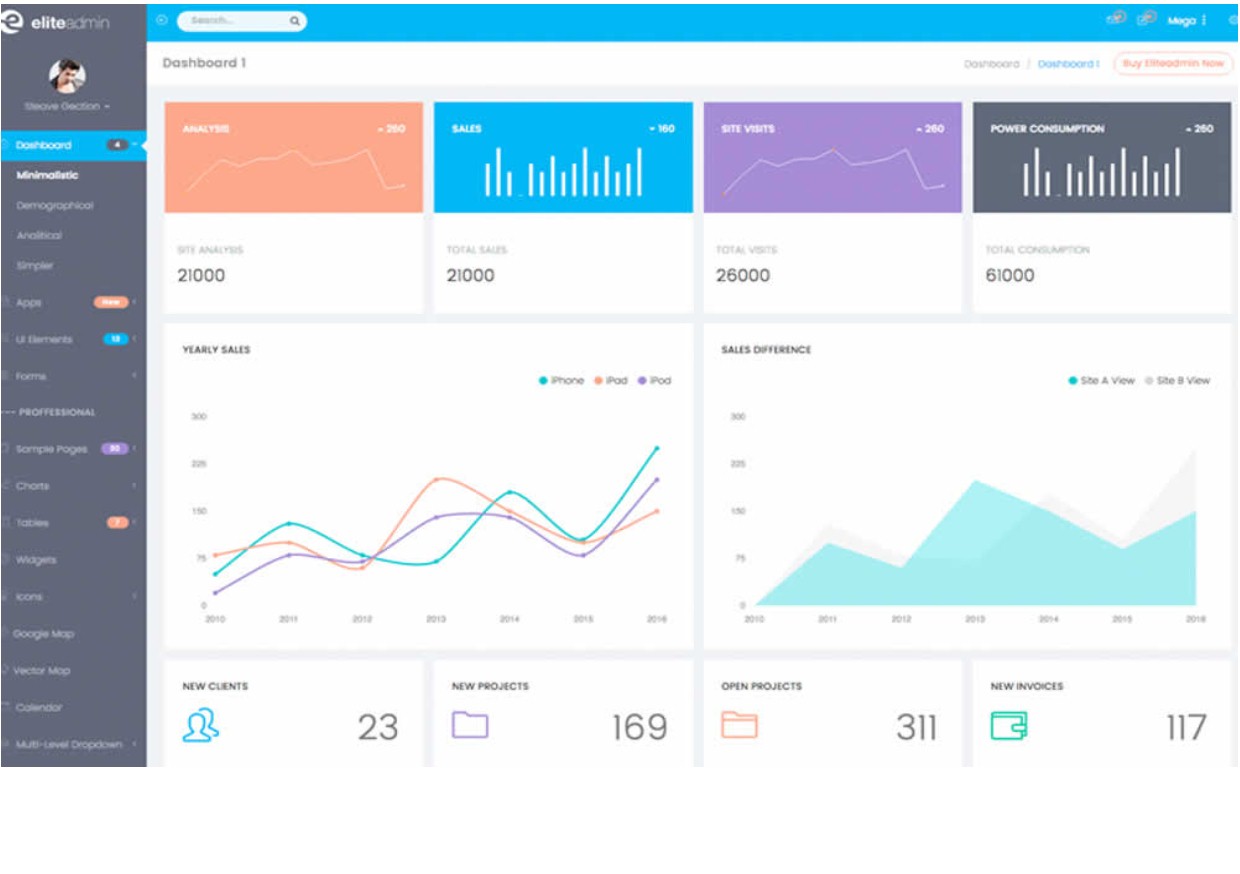 eliteadmin
Search...
Mega
Dashboard 1
Dashboard / Dashboard 1
Buy Eliteadmin Now
Steave Gection
Dashboard 4
Minimalistic
Demographical
Analitical
Simpler
Apps New
UI Elements 13
Forms
--- PROFFESSIONAL
Sample Pages 30
Charts
Tables 7
Widgets
Icons
Google Map
Vector Map
Calendar
Multi-Level Dropdown
ANALYSIS 260
SITE ANALYSIS
21000
SALES 160
TOTAL SALES
21000
SITE VISITS 260
TOTAL VISITS
26000
POWER CONSUMPTION 260
TOTAL CONSUMPTION
61000
YEARLY SALES
iPhone iPad iPod
300
225
150
75
0
2010 2011 2012 2013 2014 2015 2016
SALES DIFFERENCE
Site A View Site B View
300
225
150
75
0
2010 2011 2012 2013 2014 2015 2016
NEW CLIENTS
23
NEW PROJECTS
169
OPEN PROJECTS
311
NEW INVOICES
117